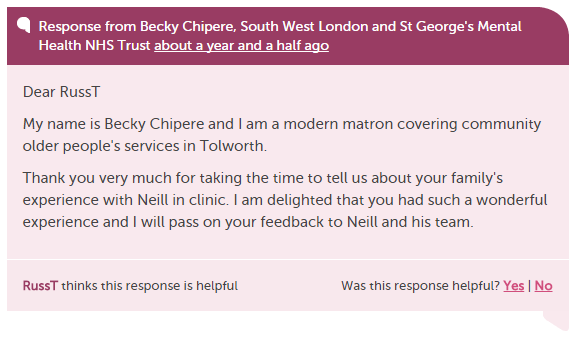 Response from Becky Chipere, South West London and St George's Mental
Health NHS Trust about a year and a half ago
Dear RussT
My name is Becky Chipere and I am a modern matron covering community
older people's services in Tolworth.
Thank you very much for taking the time to tell us about your family's
experience with Neill in clinic. I am delighted that you had such a wonderful
experience and I will pass on your feedback to Neill and his team.
RussT thinks this response is helpful Was this response helpful? Yes | No